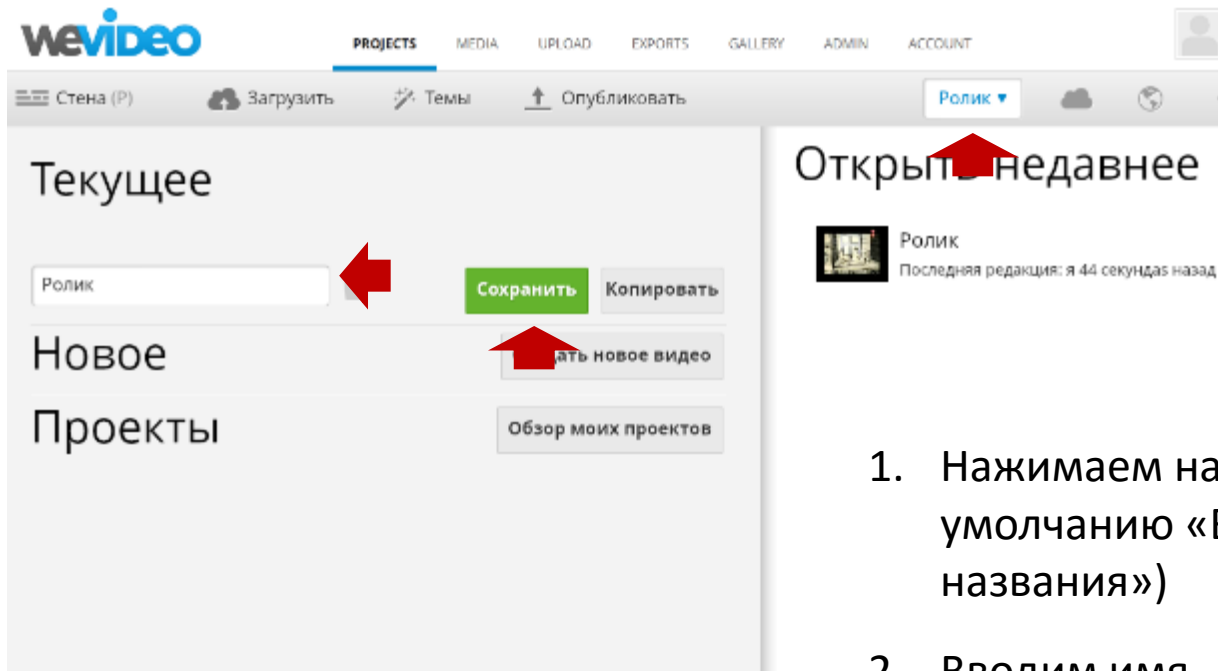 WeVideo
PROJECTS MEDIA UPLOAD EXPORTS GALLERY ADMIN ACCOUNT
Стена (P) Загрузить Темы Опубликовать Ролик ▼
Текущее
Ролик
Сохранить Копировать
Новое
новое видео
Проекты
Обзор моих проектов
недавнее
Ролик
Последняя редакция: я 44 секундаs назад
1. Нажимаем на
умолчанию «
названия»)
2. Вводим имя